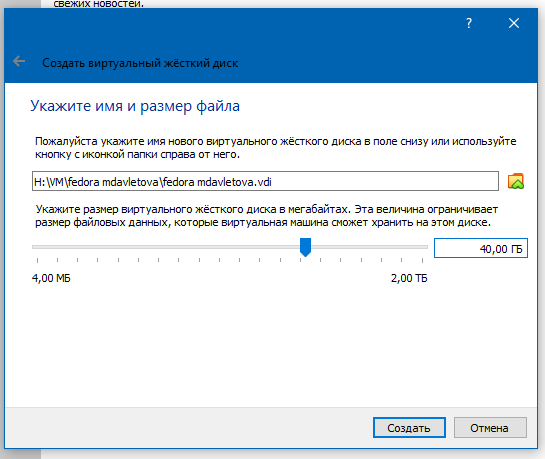 свежих новостей.
?
Создать виртуальный жёсткий диск
Укажите имя и размер файла
Пожалуйста укажите имя нового виртуального жёсткого диска в поле снизу или используйте
кнопку с иконкой папки справа от него.
H:\VM\fedora mdavletova\fedora mdavletova.vdi
Укажите размер виртуального жёсткого диска в мегабайтах. Эта величина ограничивает
размер файловых данных, которые виртуальная машина сможет хранить на этом диске.
40,00 ГБ
4,00 МБ 2,00 ТБ
Создать Отмена